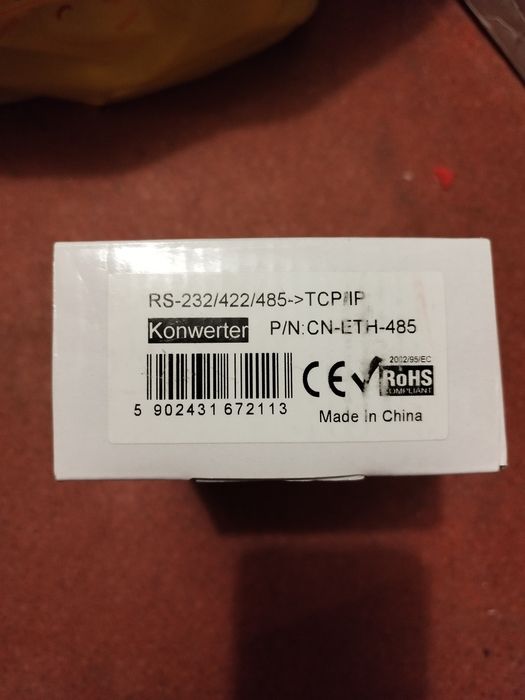 RS-232/422/485->TCP/IP
Konwerter P/N:CN-ETH-485
CE 2002/95/EC
RoHS
COMPLIANT
5 902431 672113
Made In China